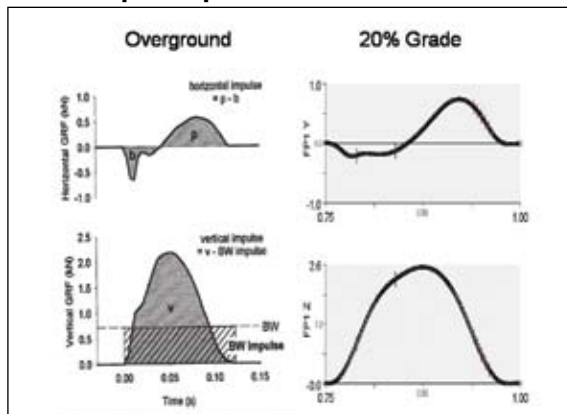 Overground
20% Grade
horizontal impulse
= p - b
Horizontal GRF (kN)
1.0
0.5
0.0
-0.5
-1.0
b
p
FP1 Y
1.0
-1.0
0.75
1.00
vertical impulse
= v - BW impulse
Vertical GRF (kN)
2.5
2.0
1.5
1.0
0.5
0.0
v
BW
BW impulse
0.00
0.05
0.10
0.15
Time (s)
FP1 Z
2.6
-0.0
0.75
1.00